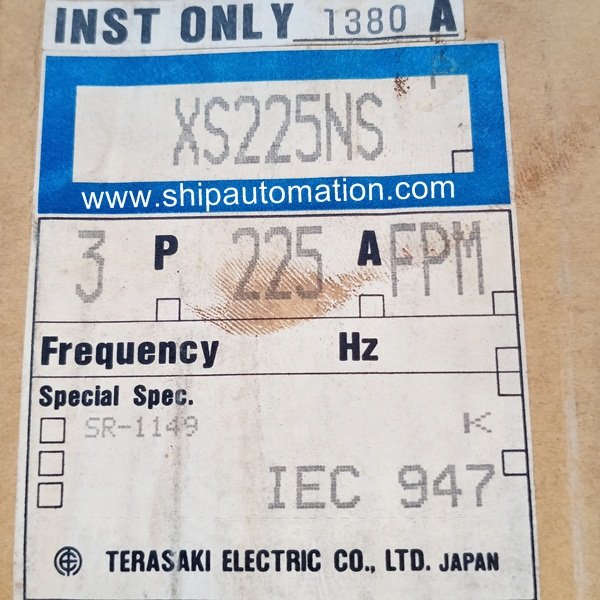 INST ONLY 1380 A
XS225NS
www.shipautomation.com
3 P 225 A FPM
Frequency Hz
Special Spec.
SR-1149 K
IEC 947
TERASAKI ELECTRIC CO., LTD. JAPAN